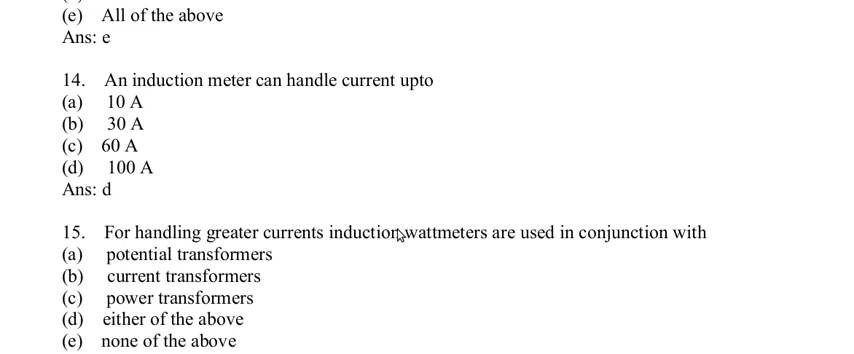 (e) All of the above
Ans: e
14. An induction meter can handle current upto
(a) 10 A
(b) 30 A
(c) 60 A
(d) 100 A
Ans: d
15. For handling greater currents induction wattmeters are used in conjunction with
(a) potential transformers
(b) current transformers
(c) power transformers
(d) either of the above
(e) none of the above